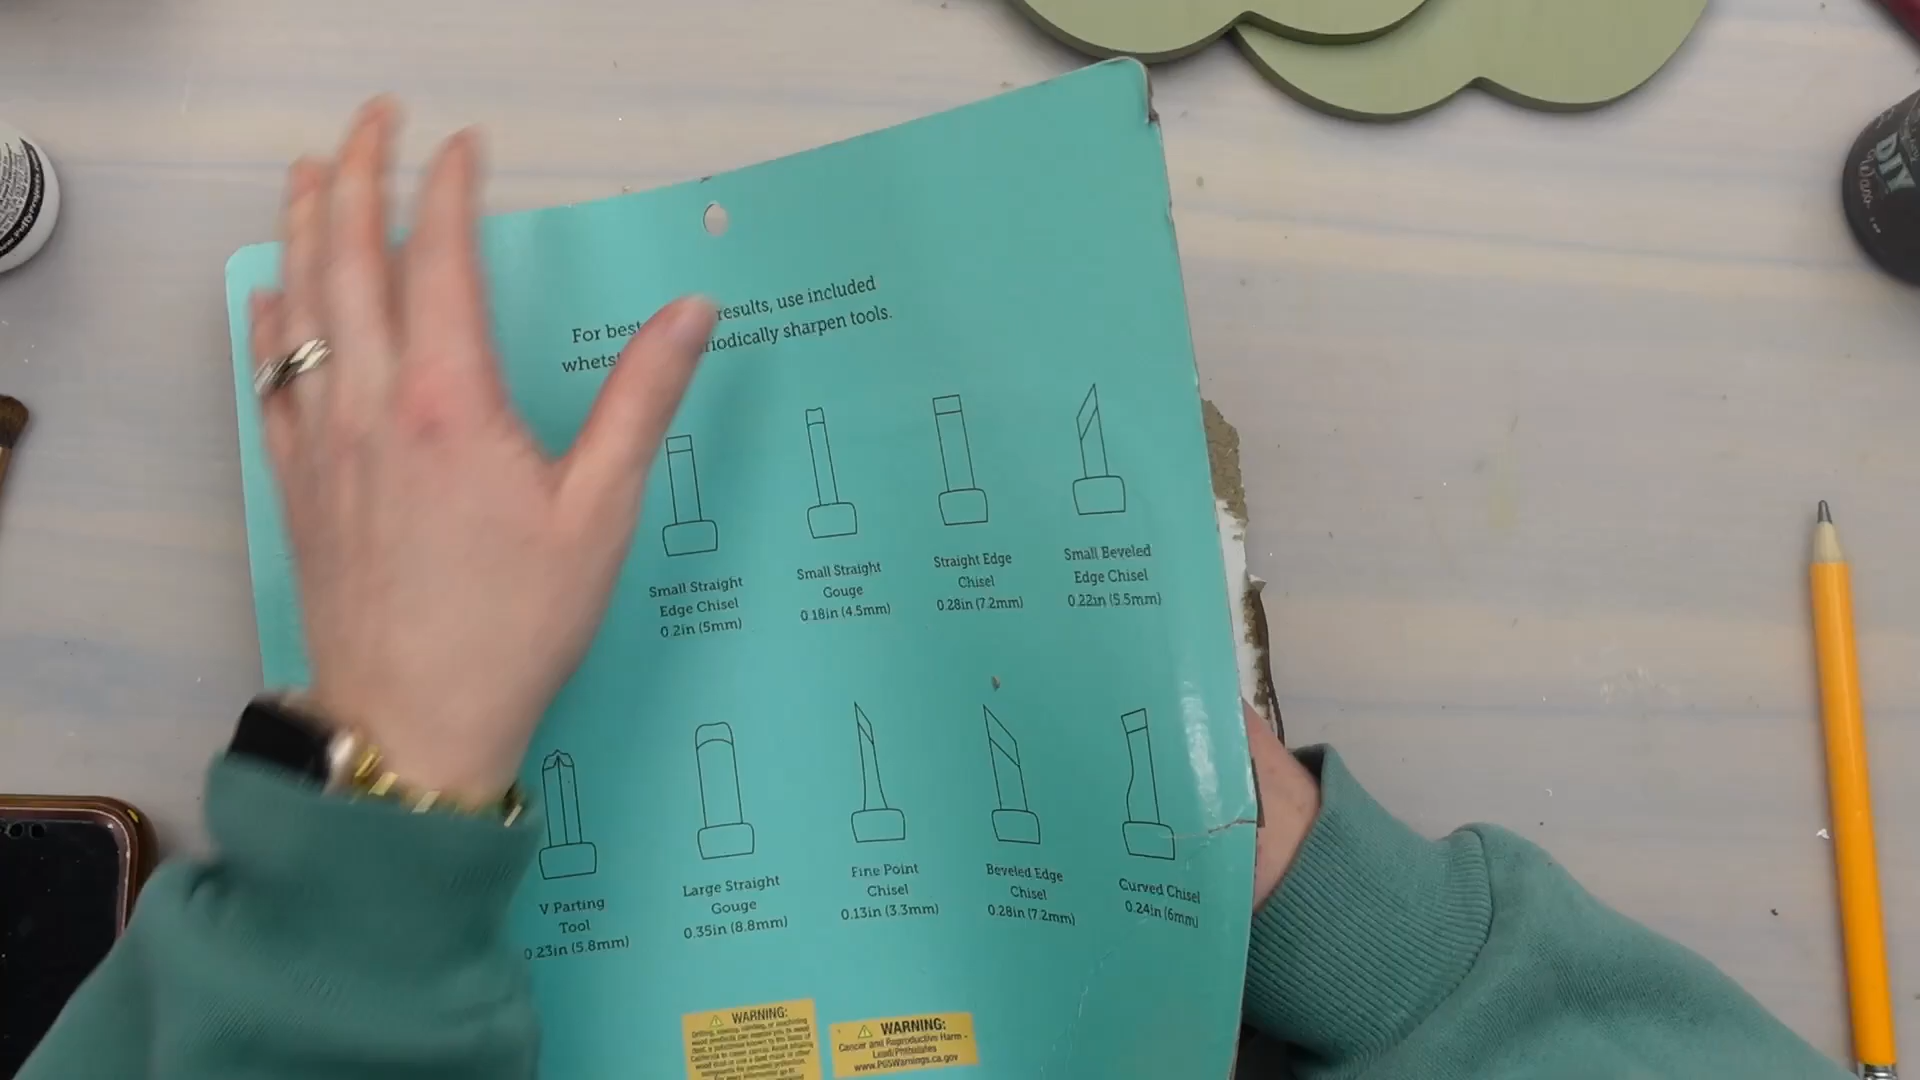 For best results, use included
riodically sharpen tools.
Small Straight
Edge Chisel
0.2in (5mm)
Small Straight
Gouge
0.18in (4.5mm)
Straight Edge
Chisel
0.28in (7.2mm)
Small Beveled
Edge Chisel
0.22in (5.5mm)
V Parting
Tool
0.23in (5.8mm)
Large Straight
Gouge
0.35in (8.8mm)
Fine Point
Chisel
0.13in (3.3mm)
Beveled Edge
Chisel
0.28in (7.2mm)
Curved Chisel
0.24in (6mm)
WARNING:
WARNING:
Cancer and Reproductive Harm -
Lead/Phthalates
www.P65Warnings.ca.gov
DIY